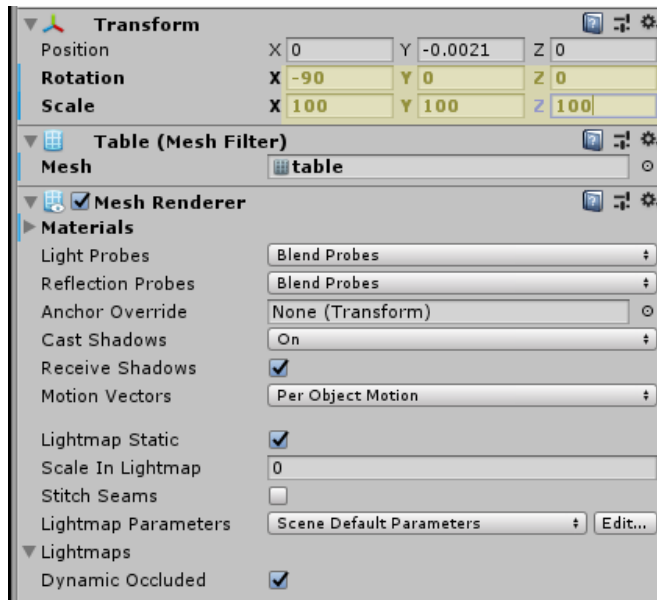 Transform
Position X 0 Y -0.0021 Z 0
Rotation X -90 Y 0 Z 0
Scale X 100 Y 100 Z 100
Table (Mesh Filter)
Mesh table
Mesh Renderer
Materials
Light Probes Blend Probes
Reflection Probes Blend Probes
Anchor Override None (Transform)
Cast Shadows On
Receive Shadows
Motion Vectors Per Object Motion
Lightmap Static
Scale In Lightmap 0
Stitch Seams
Lightmap Parameters Scene Default Parameters Edit...
Lightmaps
Dynamic Occluded